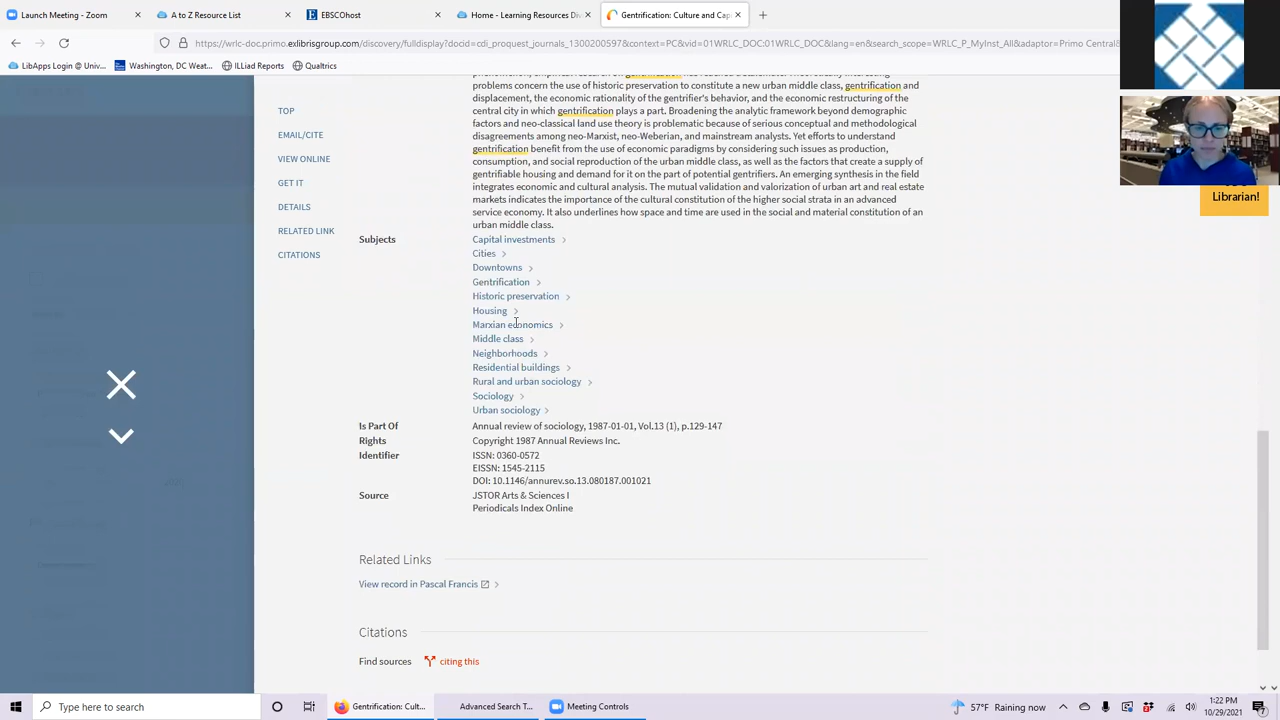 Launch Meeting - Zoom
A to Z Resource List
EBSCOhost
Home - Learning Resources Div
Gentrification: Culture and Cap
https://wrlc-doc.primo.exlibrisgroup.com/discovery/fulldisplay?docid=cdi_proquest_journals_1300200597&context=PC&vid=01WRLC_DOC:01WRLC_DOC&lang=en&search_scope=WRLC_P_MyInst_All&adaptor=Primo Central&
LibApps Login @ Univ...
Washington, DC Weat...
ILLiad Reports
Qualtrics
problems concern the use of historic preservation to constitute a new urban middle class, gentrification and
displacement, the economic rationality of the gentrifier's behavior, and the economic restructuring of the
central city in which gentrification plays a part. Broadening the analytic framework beyond demographic
factors and neo-classical land use theory is problematic because of serious conceptual and methodological
disagreements among neo-Marxist, neo-Weberian, and mainstream analysts. Yet efforts to understand
gentrification benefit from the use of economic paradigms by considering such issues as production,
consumption, and social reproduction of the urban middle class, as well as the factors that create a supply of
gentrifiable housing and demand for it on the part of potential gentrifiers. An emerging synthesis in the field
integrates economic and cultural analysis. The mutual validation and valorization of urban art and real estate
markets indicates the importance of the cultural constitution of the higher social strata in an advanced
service economy. It also underlines how space and time are used in the social and material constitution of an
urban middle class.
TOP
EMAIL/CITE
VIEW ONLINE
GET IT
DETAILS
RELATED LINK
CITATIONS
Librarian!
Subjects
Capital investments
Cities
Downtowns
Gentrification
Historic preservation
Housing
Marxian economics
Middle class
Neighborhoods
Residential buildings
Rural and urban sociology
Sociology
Urban sociology
Is Part Of
Annual review of sociology, 1987-01-01, Vol.13 (1), p.129-147
Rights
Copyright 1987 Annual Reviews Inc.
Identifier
ISSN: 0360-0572
EISSN: 1545-2115
DOI: 10.1146/annurev.so.13.080187.001021
Source
JSTOR Arts & Sciences I
Periodicals Index Online
Related Links
View record in Pascal Francis
Citations
Find sources
citing this
Type here to search
Gentrification: Cult...
Advanced Search T...
Meeting Controls
57°F Raining now
1:22 PM
10/29/2021
7